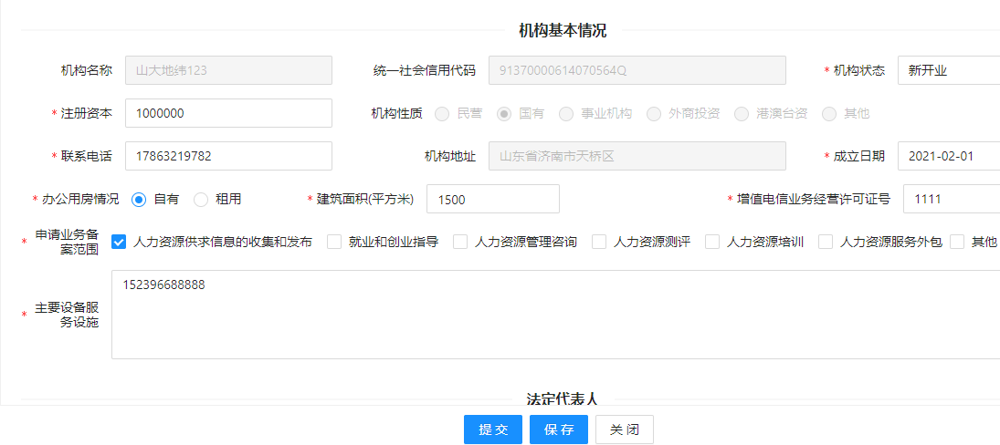 机构基本情况
机构名称 山大地纬123 统一社会信用代码 91370000614070564Q * 机构状态 新开业
* 注册资本 1000000 机构性质 民营 国有 事业机构 外商投资 港澳台资 其他
* 联系电话 17863219782 机构地址 山东省济南市天桥区 * 成立日期 2021-02-01
* 办公用房情况 自有 租用 * 建筑面积(平方米) 1500 * 增值电信业务经营许可证号 1111
* 申请业务备
案范围 人力资源供求信息的收集和发布 就业和创业指导 人力资源管理咨询 人力资源测评 人力资源培训 人力资源服务外包 其他
152396688888
* 主要设备服
务设施
法定代表人
提交 保存 关闭